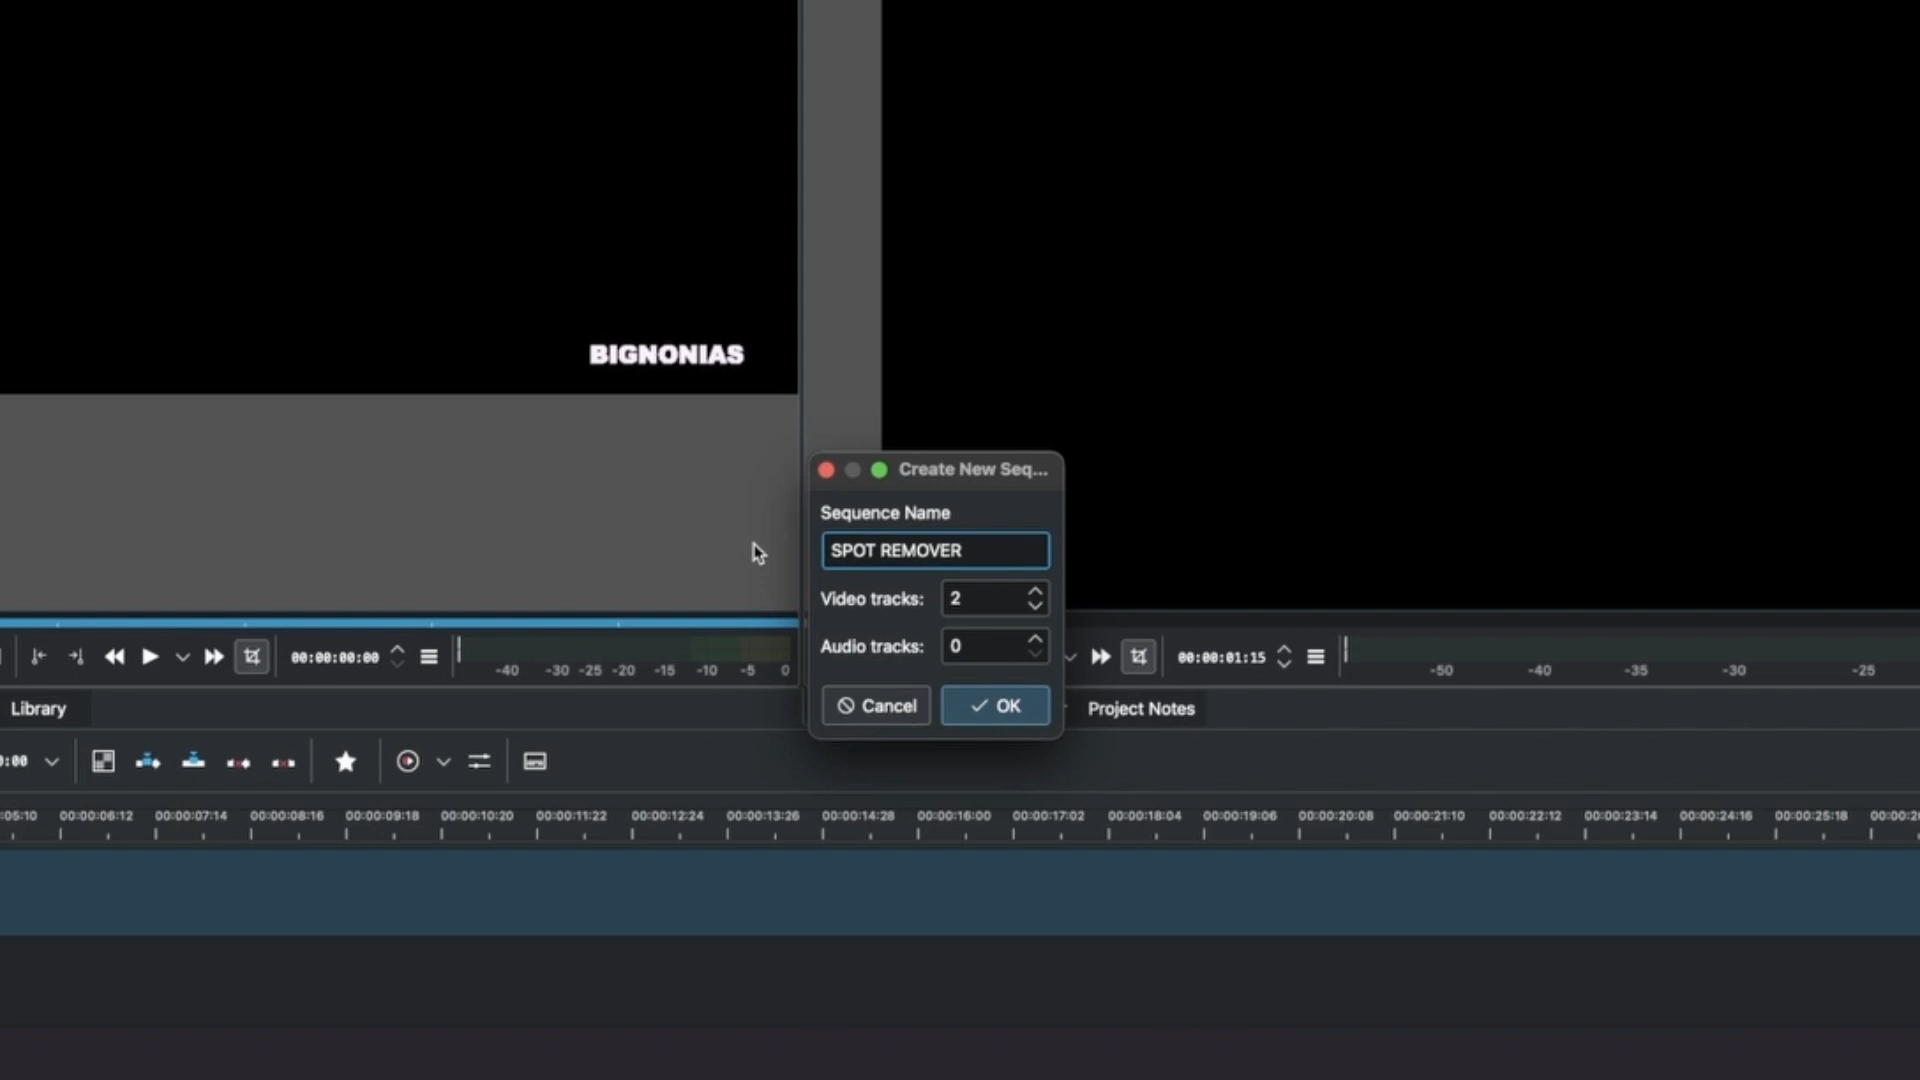 BIGNONIAS
Create New Seq...
Sequence Name
SPOT REMOVER
Video tracks: 2
Audio tracks: 0
Cancel OK
00:00:00:00
-40 -30 -25 -20 -15 -10 -5 0
00:00:01:15
-50 -40 -35 -30 -25
Library
Project Notes
:00
:05:10 00:00:06:12 00:00:07:14 00:00:08:16 00:00:09:18 00:00:10:20 00:00:11:22 00:00:12:24 00:00:13:26 00:00:14:28 00:00:16:00 00:00:17:02 00:00:18:04 00:00:19:06 00:00:20:08 00:00:21:10 00:00:22:12 00:00:23:14 00:00:24:16 00:00:25:18 00:00:2